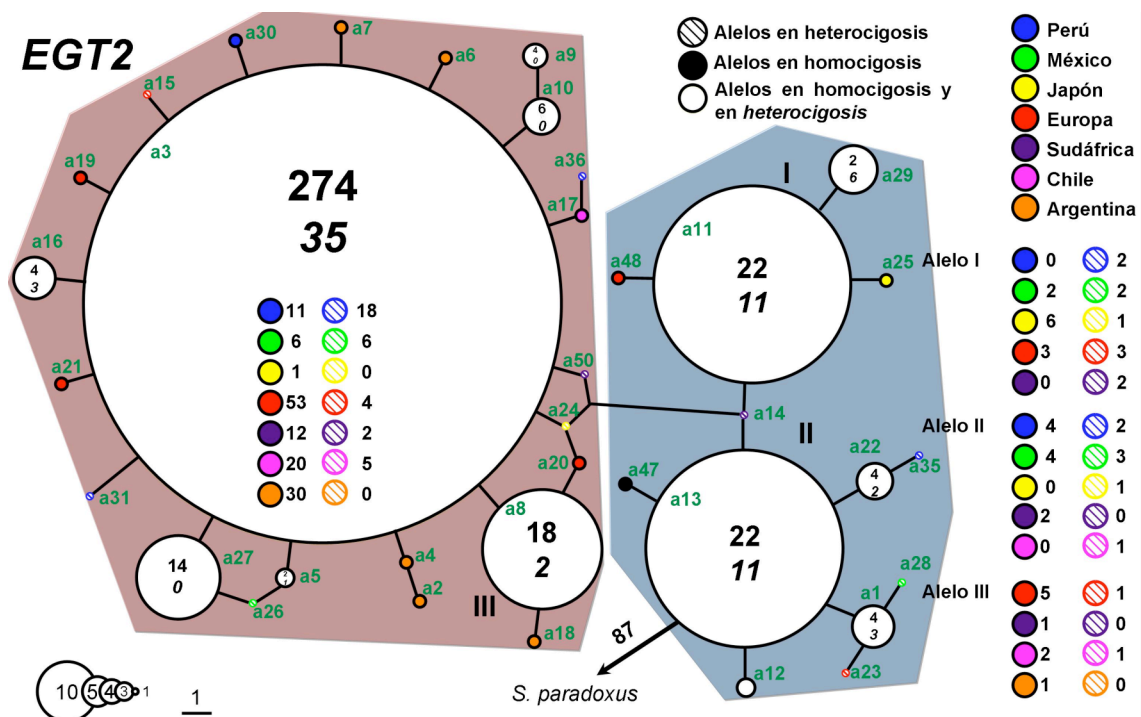 EGT2
a30
a7
a6
a9
4
0
a10
6
0
a15
a3
a19
a36
a17
a16
4
3
274
35
11 18
6 6
1 0
53 4
12 2
20 5
30 0
a21
a50
a24
a20
a31
a8
18
2
III
14
0
a27
a5
2
1
a26
a4
a2
a18
Alelos en heterocigosis
Alelos en homocigosis
Alelos en homocigosis y
en heterocigosis
I
2
6
a29
a11
22
11
a48
a25
a14
II
a47
a13
22
11
a22
4
2
a35
a28
a1
4
3
a23
a12
87
S. paradoxus
Perú
México
Japón
Europa
Sudáfrica
Chile
Argentina
Alelo I
0 2
2 2
6 1
3 3
0 2
Alelo II
4 2
4 3
0 1
2 0
0 1
Alelo III
5 1
1 0
2 1
1 0
10 5 4 3 1
1